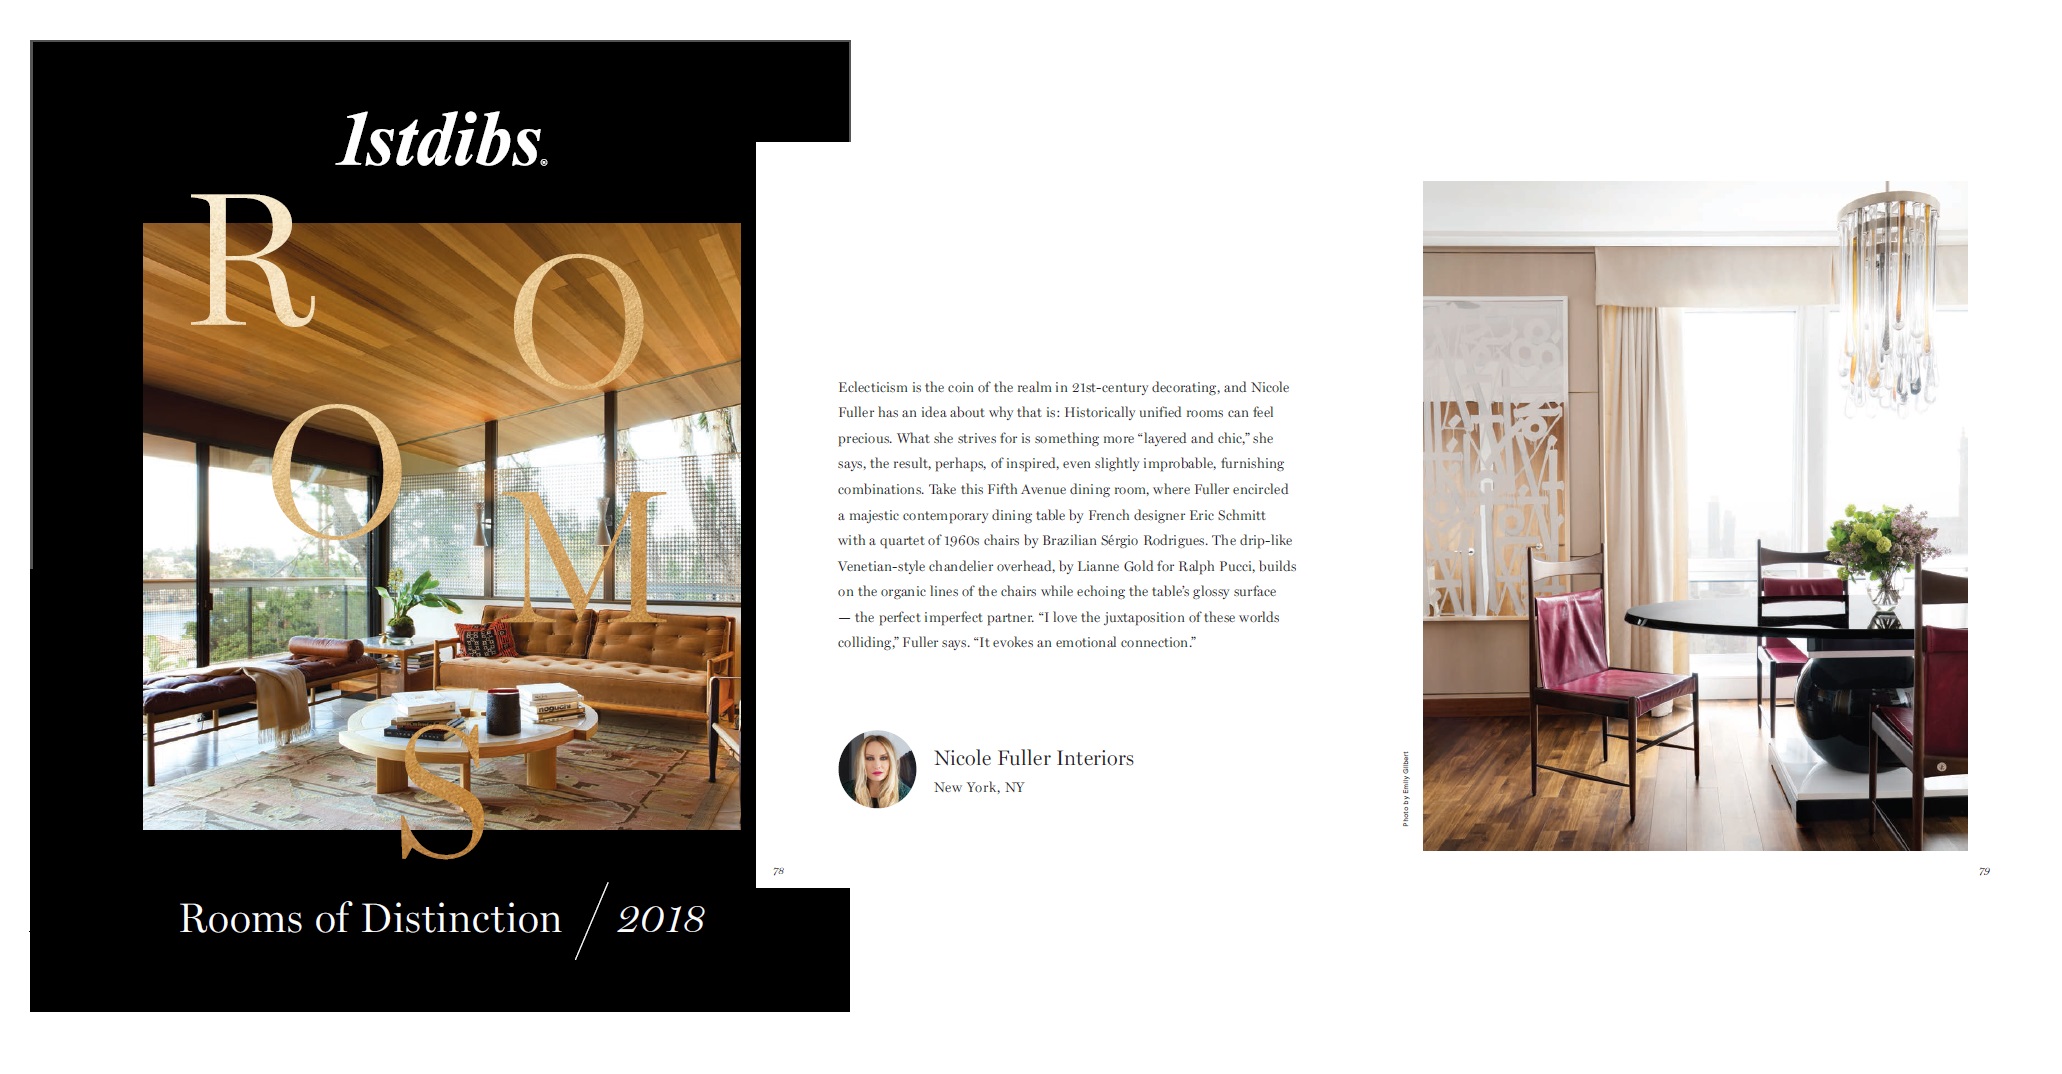 1stdibs®
R
O
O
M
S
Rooms of Distinction / 2018
Eclecticism is the coin of the realm in 21st-century decorating, and Nicole
Fuller has an idea about why that is: Historically unified rooms can feel
precious. What she strives for is something more “layered and chic,” she
says, the result, perhaps, of inspired, even slightly improbable, furnishing
combinations. Take this Fifth Avenue dining room, where Fuller encircled
a majestic contemporary dining table by French designer Eric Schmitt
with a quartet of 1960s chairs by Brazilian Sérgio Rodrigues. The drip-like
Venetian-style chandelier overhead, by Lianne Gold for Ralph Pucci, builds
on the organic lines of the chairs while echoing the table’s glossy surface
— the perfect imperfect partner. “I love the juxtaposition of these worlds
colliding,” Fuller says. “It evokes an emotional connection.”
Nicole Fuller Interiors
New York, NY
78
Photo by Emily Gilbert
79
noguchi